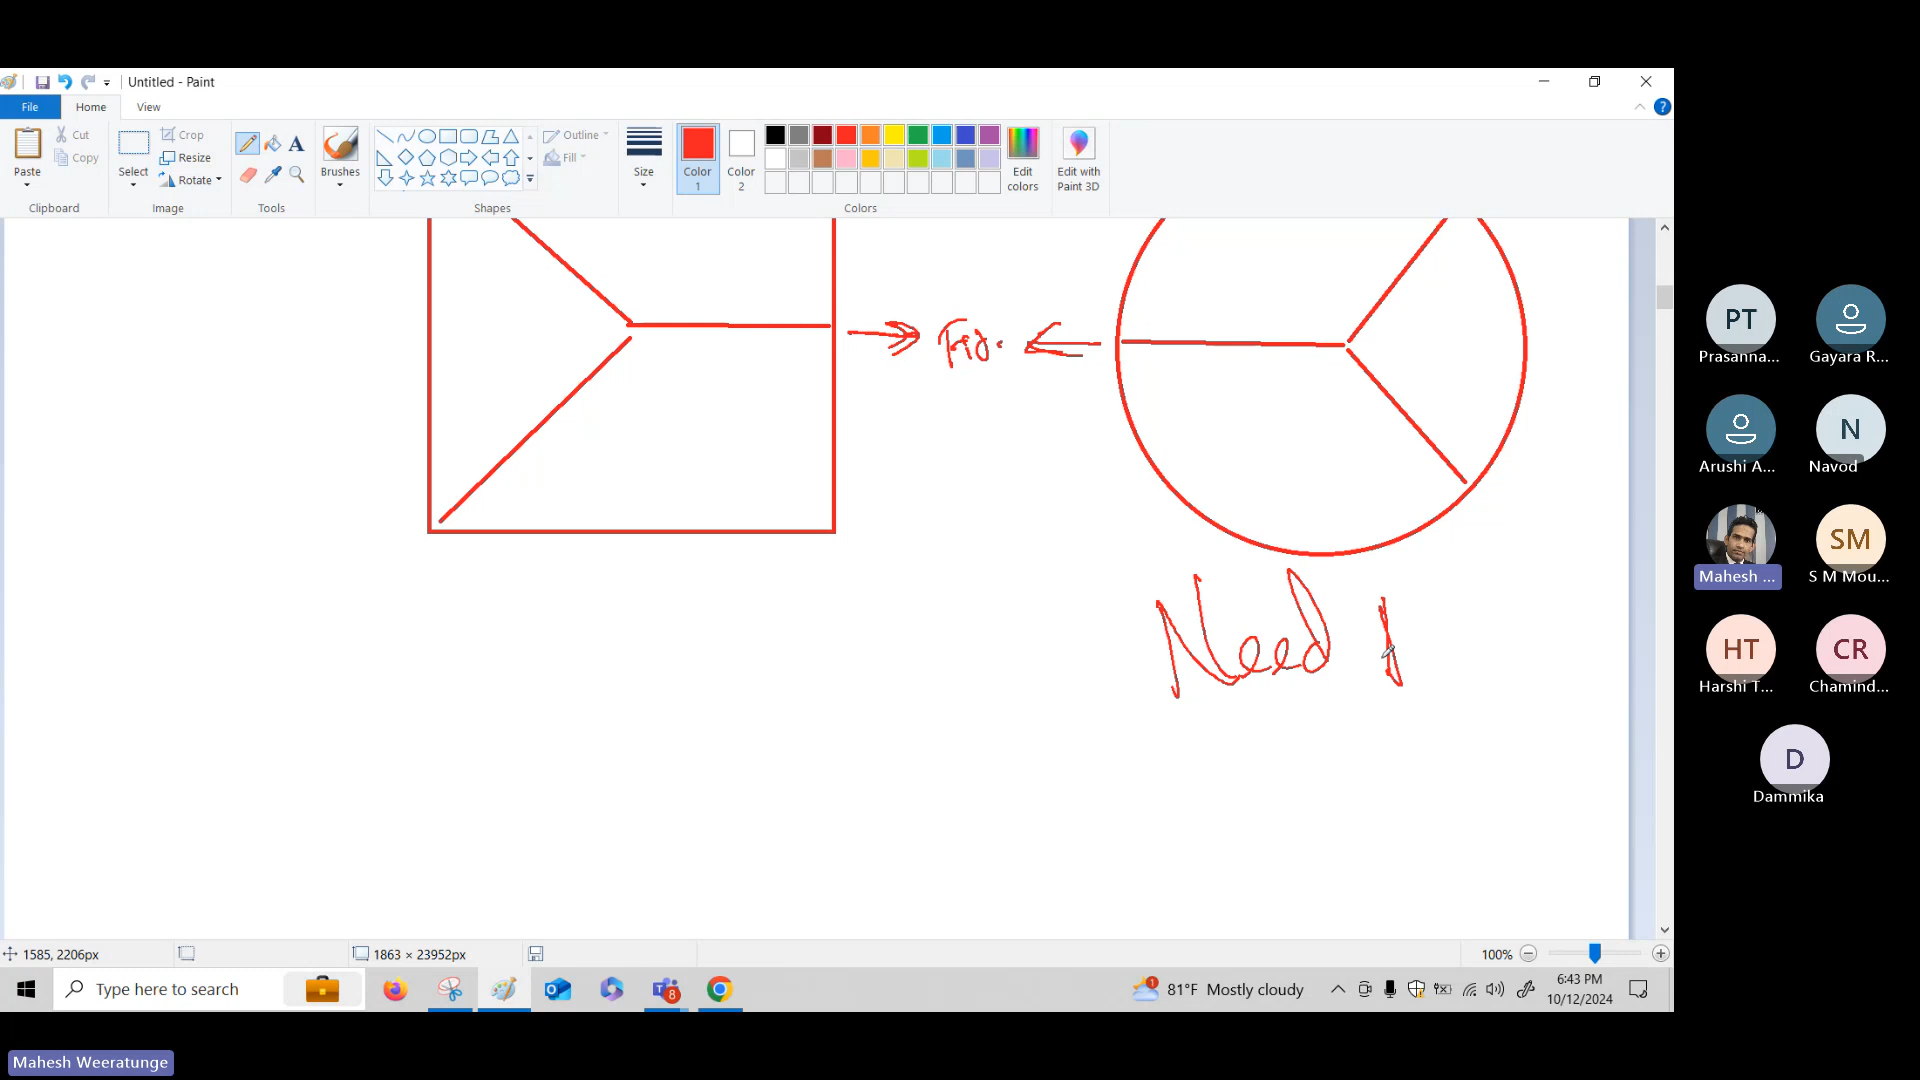 Untitled - Paint
File Home View
Paste Cut Copy Clipboard
Select Crop Resize Rotate Image
Tools
Brushes
Shapes Outline Fill
Size
Color 1 Color 2 Colors
Edit colors
Edit with Paint 3D
Fig.
Need
1585, 2206px
1863 × 23952px
100%
Type here to search
8
1
81°F Mostly cloudy
6:43 PM
10/12/2024
PT
Prasanna...
Gayara R...
Arushi A...
N
Navod
Mahesh ...
SM
S M Mou...
HT
Harshi T...
CR
Chamind...
D
Dammika
Mahesh Weeratunge